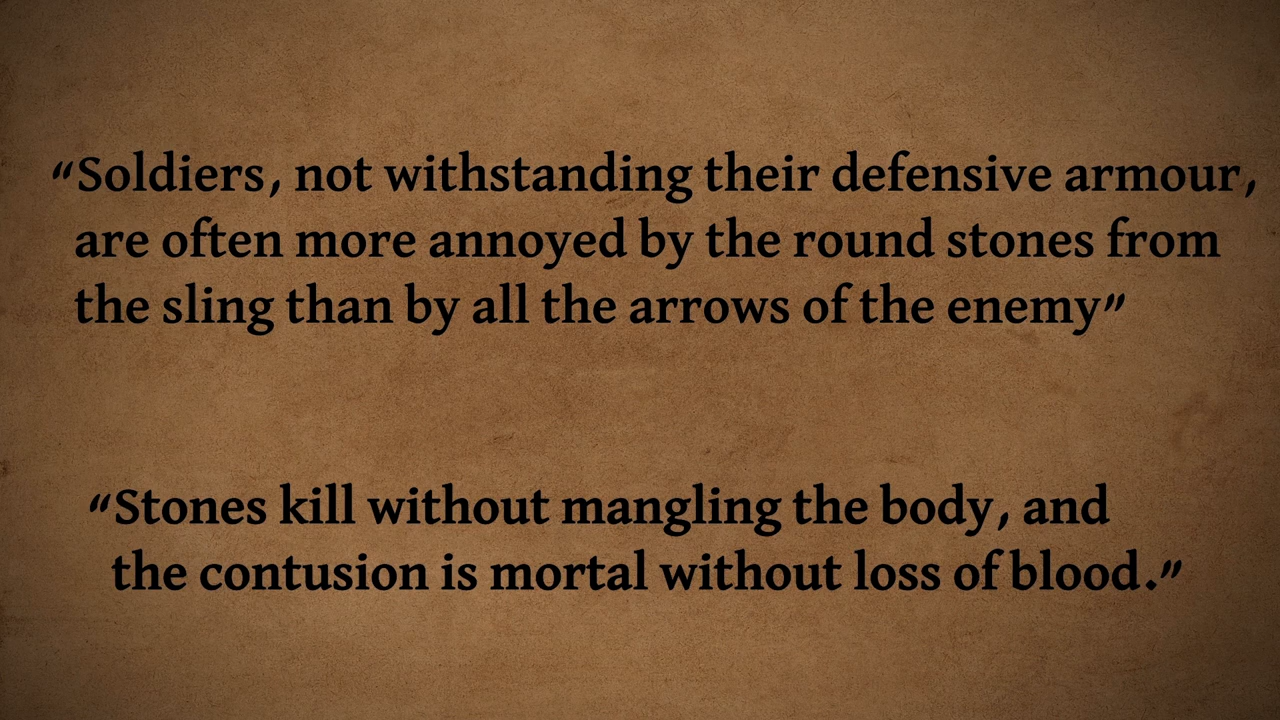 “Soldiers, not withstanding their defensive armour,
are often more annoyed by the round stones from
the sling than by all the arrows of the enemy”
“Stones kill without mangling the body, and
the contusion is mortal without loss of blood.”